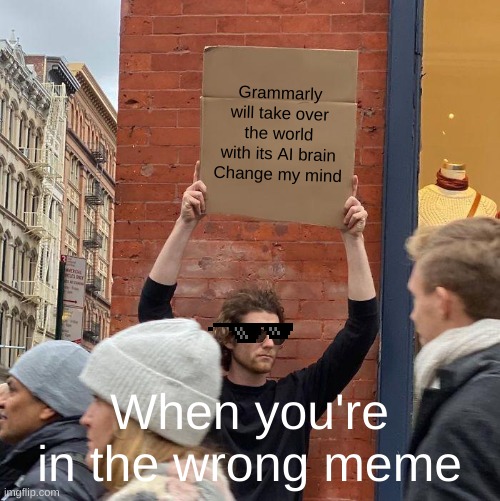 Grammarly
will take over
the world
with its AI brain
Change my mind
When you're
in the wrong meme
imgflip.com